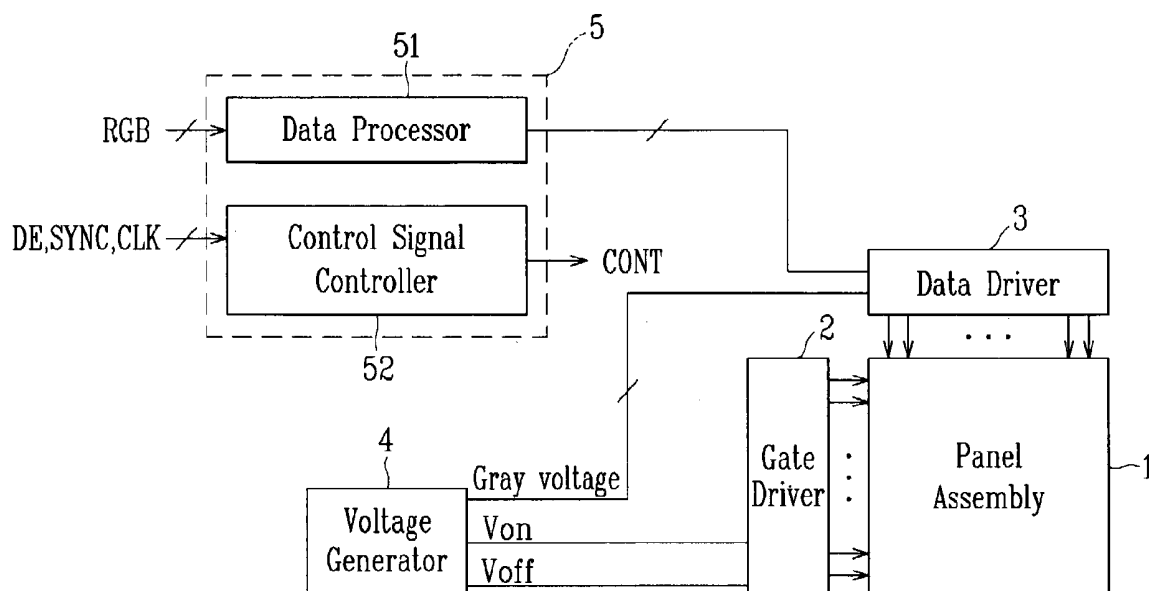 5
51
RGB
Data Processor
DE,SYNC,CLK
Control Signal
Controller
CONT
52
3
Data Driver
. . .
2
4
Gray voltage
Voltage
Generator
Von
Voff
Gate
Driver
Panel
Assembly
1